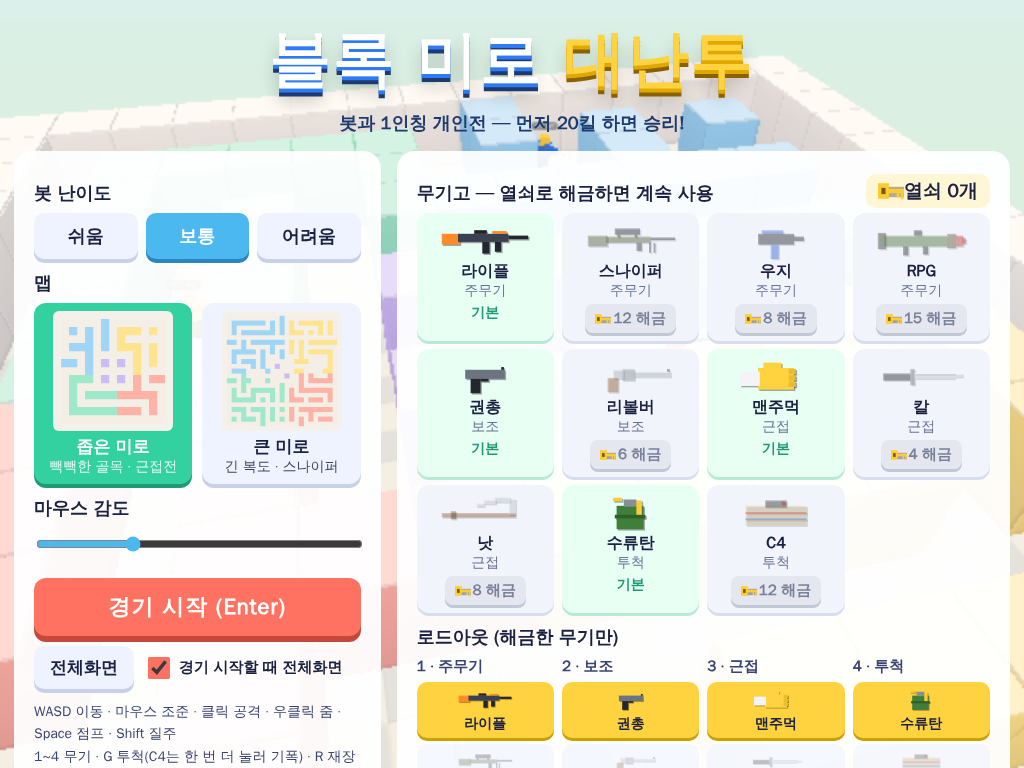 블록 미로 대난투
봇과 1인칭 개인전 — 먼저 20킬 하면 승리!
봇 난이도
쉬움
보통
어려움
맵
좁은 미로
빽빽한 골목 · 근접전
큰 미로
긴 복도 · 스나이퍼
마우스 감도
경기 시작 (Enter)
전체화면
경기 시작할 때 전체화면
WASD 이동 · 마우스 조준 · 클릭 공격 · 우클릭 줌 ·
Space 점프 · Shift 질주
1~4 무기 · G 투척(C4는 한 번 더 눌러 기폭) · R 재장
무기고 — 열쇠로 해금하면 계속 사용
열쇠 0개
라이플
주무기
기본
스나이퍼
주무기
12 해금
우지
주무기
8 해금
RPG
주무기
15 해금
권총
보조
기본
리볼버
보조
6 해금
맨주먹
근접
기본
칼
근접
4 해금
낫
근접
8 해금
수류탄
투척
기본
C4
투척
12 해금
로드아웃 (해금한 무기만)
1 · 주무기
2 · 보조
3 · 근접
4 · 투척
라이플
권총
맨주먹
수류탄